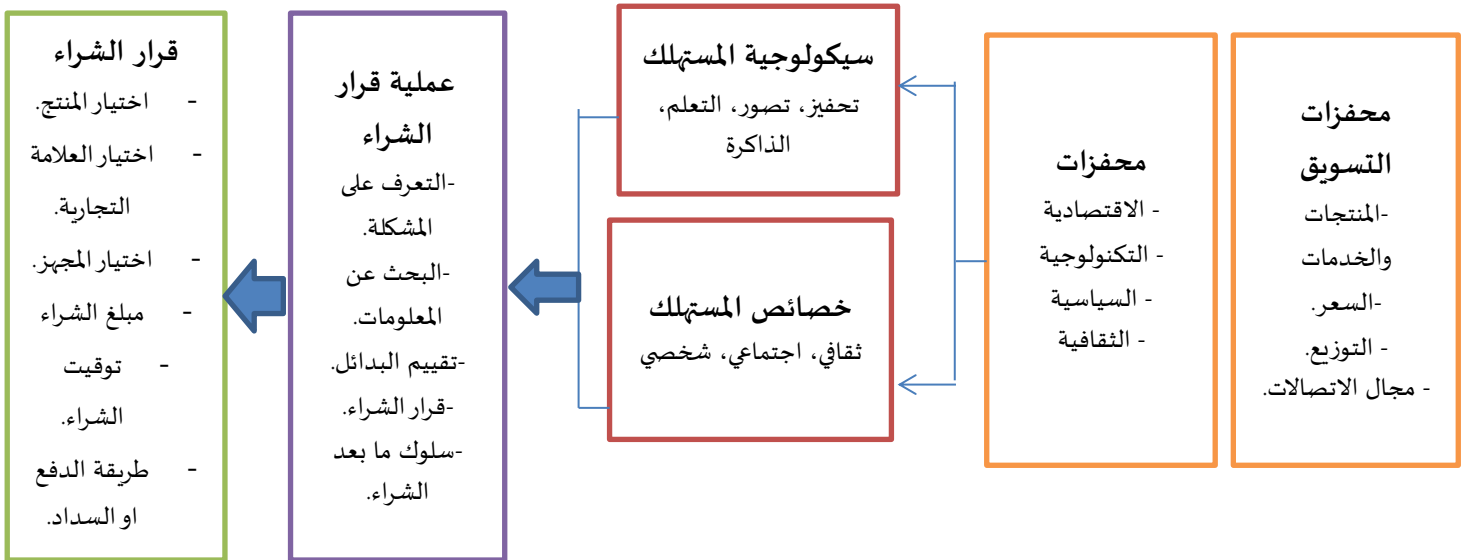 محفزات
التسويق
-المنتجات
والخدمات
-السعر.
- التوزيع.
- مجال الاتصالات.
محفزات
- الاقتصادية
- التكنولوجية
- السياسية
- الثقافية
سيكولوجية المستهلك
تحفيز، تصور، التعلم،
الذاكرة
خصائص المستهلك
ثقافي، اجتماعي، شخصي
عملية قرار
الشراء
-التعرف على
المشكلة.
-البحث عن
المعلومات.
-تقييم البدائل.
-قرار الشراء.
-سلوك ما بعد
الشراء.
قرار الشراء
- اختيار المنتج.
- اختيار العلامة
التجارية.
- اختيار المجهز.
- مبلغ الشراء
- توقيت
الشراء.
- طريقة الدفع
او السداد.